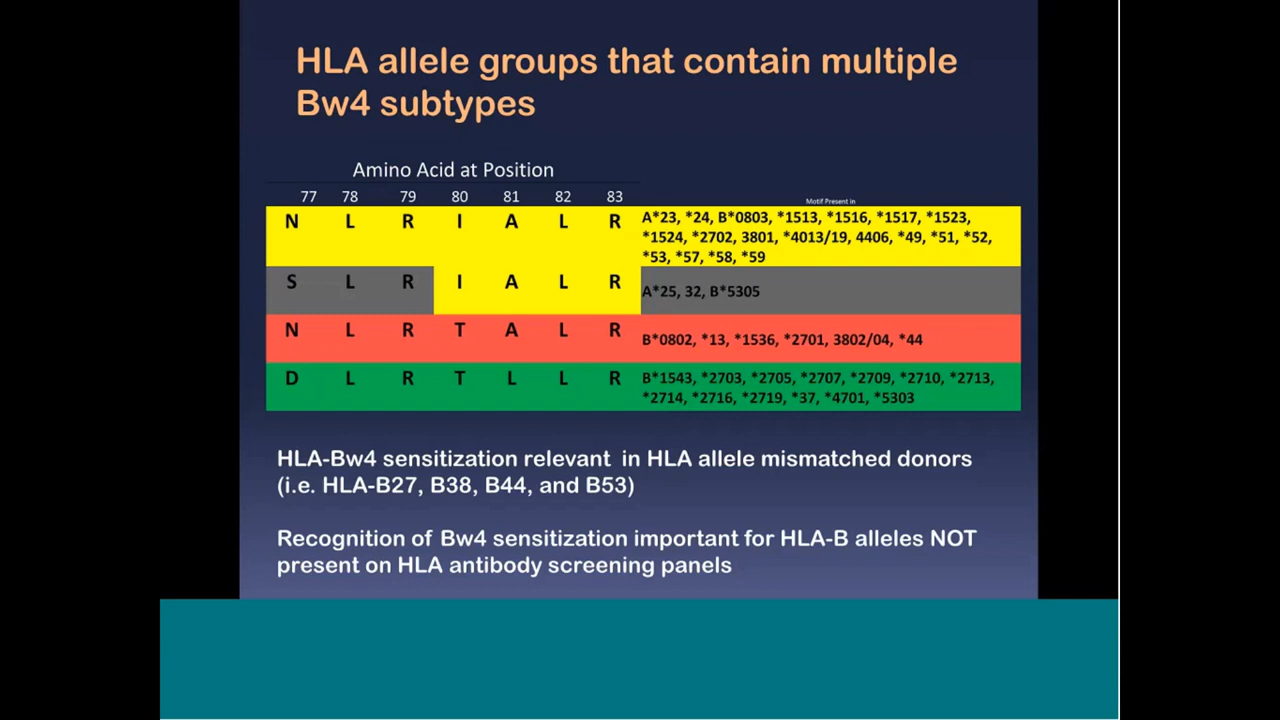 HLA allele groups that contain multiple
Bw4 subtypes
Amino Acid at Position
77 78 79 80 81 82 83
Motif Present in
N L R I A L R
A*23, *24, B*0803, *1513, *1516, *1517, *1523,
*1524, *2702, 3801, *4013/19, 4406, *49, *51, *52,
*53, *57, *58, *59
S L R I A L R
A*25, 32, B*5305
N L R T A L R
B*0802, *13, *1536, *2701, 3802/04, *44
D L R T L L R
B*1543, *2703, *2705, *2707, *2709, *2710, *2713,
*2714, *2716, *2719, *37, *4701, *5303
HLA-Bw4 sensitization relevant in HLA allele mismatched donors
(i.e. HLA-B27, B38, B44, and B53)
Recognition of Bw4 sensitization important for HLA-B alleles NOT
present on HLA antibody screening panels